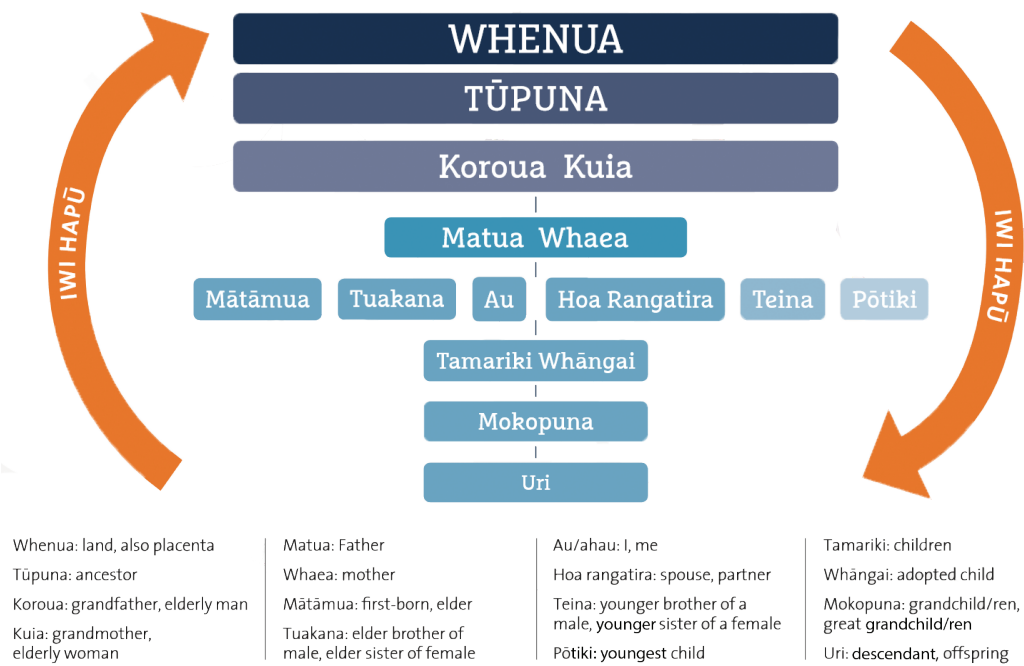 WHENUA
TŪPUNA
Koroua Kuia
Matua Whaea
Mātāmua
Tuakana
Au
Hoa Rangatira
Teina
Pōtiki
Tamariki Whāngai
Mokopuna
Uri
IWI HAPŪ
IWI HAPŪ
Whenua: land, also placenta
Tūpuna: ancestor
Koroua: grandfather, elderly man
Kuia: grandmother,
elderly woman
Matua: Father
Whaea: mother
Mātāmua: first-born, elder
Tuakana: elder brother of
male, elder sister of female
Au/ahau: I, me
Hoa rangatira: spouse, partner
Teina: younger brother of a
male, younger sister of a female
Pōtiki: youngest child
Tamariki: children
Whāngai: adopted child
Mokopuna: grandchild/ren,
great grandchild/ren
Uri: descendant, offspring